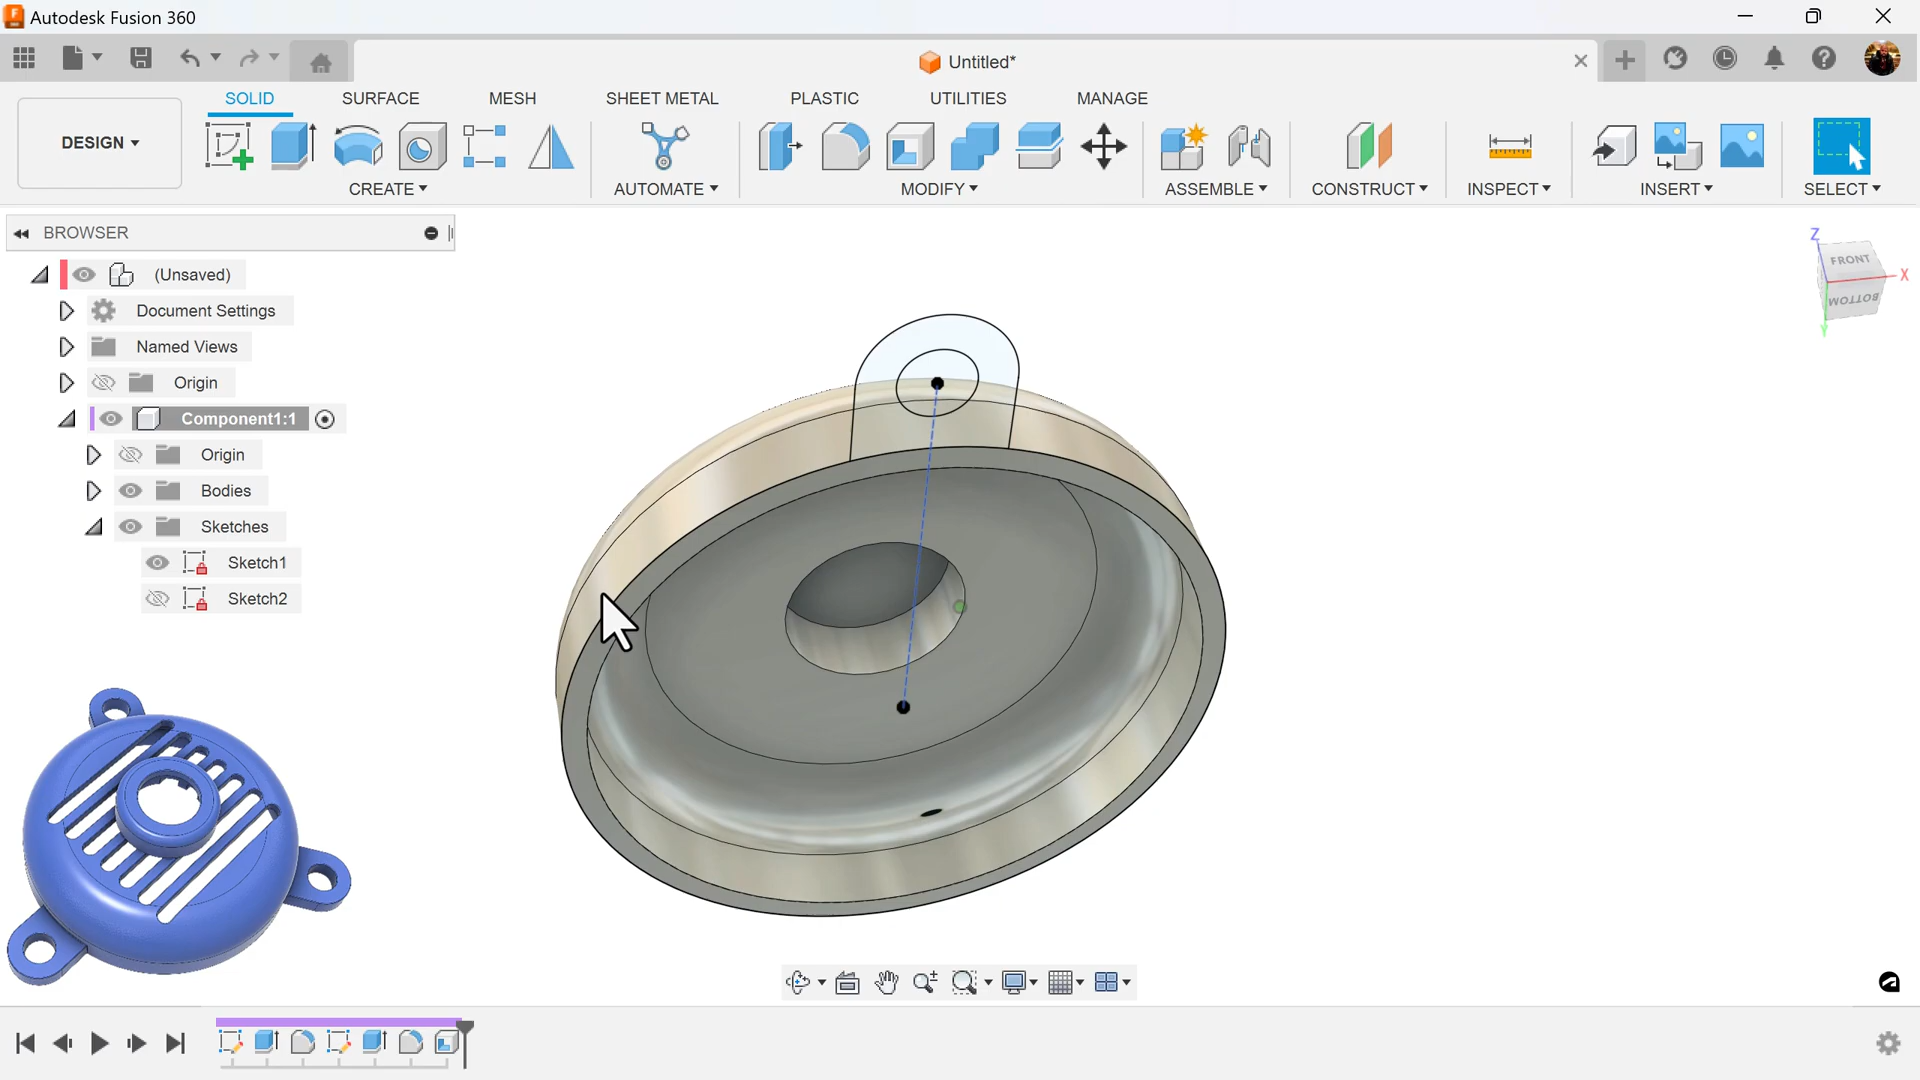 Autodesk Fusion 360
Untitled*
SOLID SURFACE MESH SHEET METAL PLASTIC UTILITIES MANAGE
DESIGN
CREATE AUTOMATE MODIFY ASSEMBLE CONSTRUCT INSPECT INSERT SELECT
BROWSER
(Unsaved)
Document Settings
Named Views
Origin
Component1:1
Origin
Bodies
Sketches
Sketch1
Sketch2
Z
FRONT
X
BOTTOM
Y